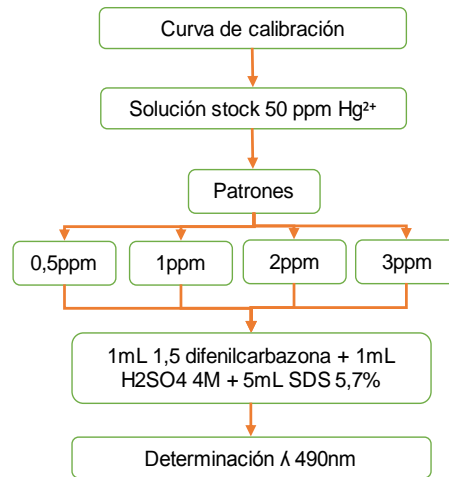 Curva de calibración
Solución stock 50 ppm Hg²⁺
Patrones
0,5ppm
1ppm
2ppm
3ppm
1mL 1,5 difenilcarbazona + 1mL
H2SO4 4M + 5mL SDS 5,7%
Determinación ʎ 490nm